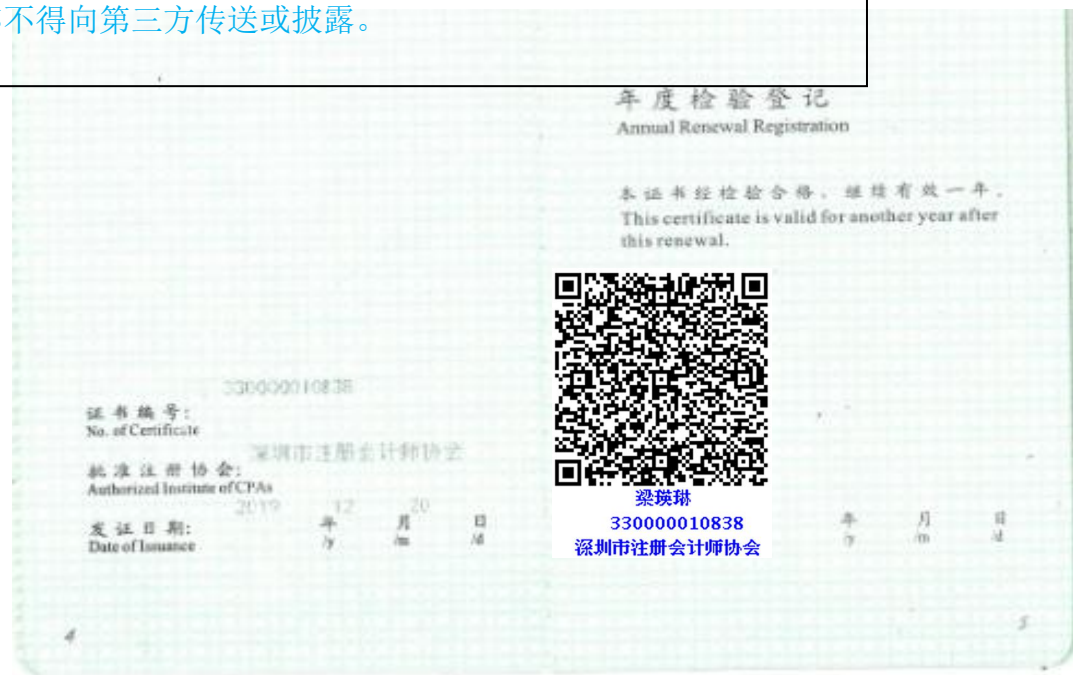 不得向第三方传送或披露。
330000010838
证书编号:
No. of Certificate
深圳市注册会计师协会
批准注册协会:
Authorized Institute of CPAs
2019 12 20
发证日期: 年 月 日
Date of Issuance /y /m /d
4
年度检验登记
Annual Renewal Registration
本证书经检验合格，继续有效一年。
This certificate is valid for another year after
this renewal.
梁瑛琳
330000010838
深圳市注册会计师协会
年 月 日
/y /m /d
5